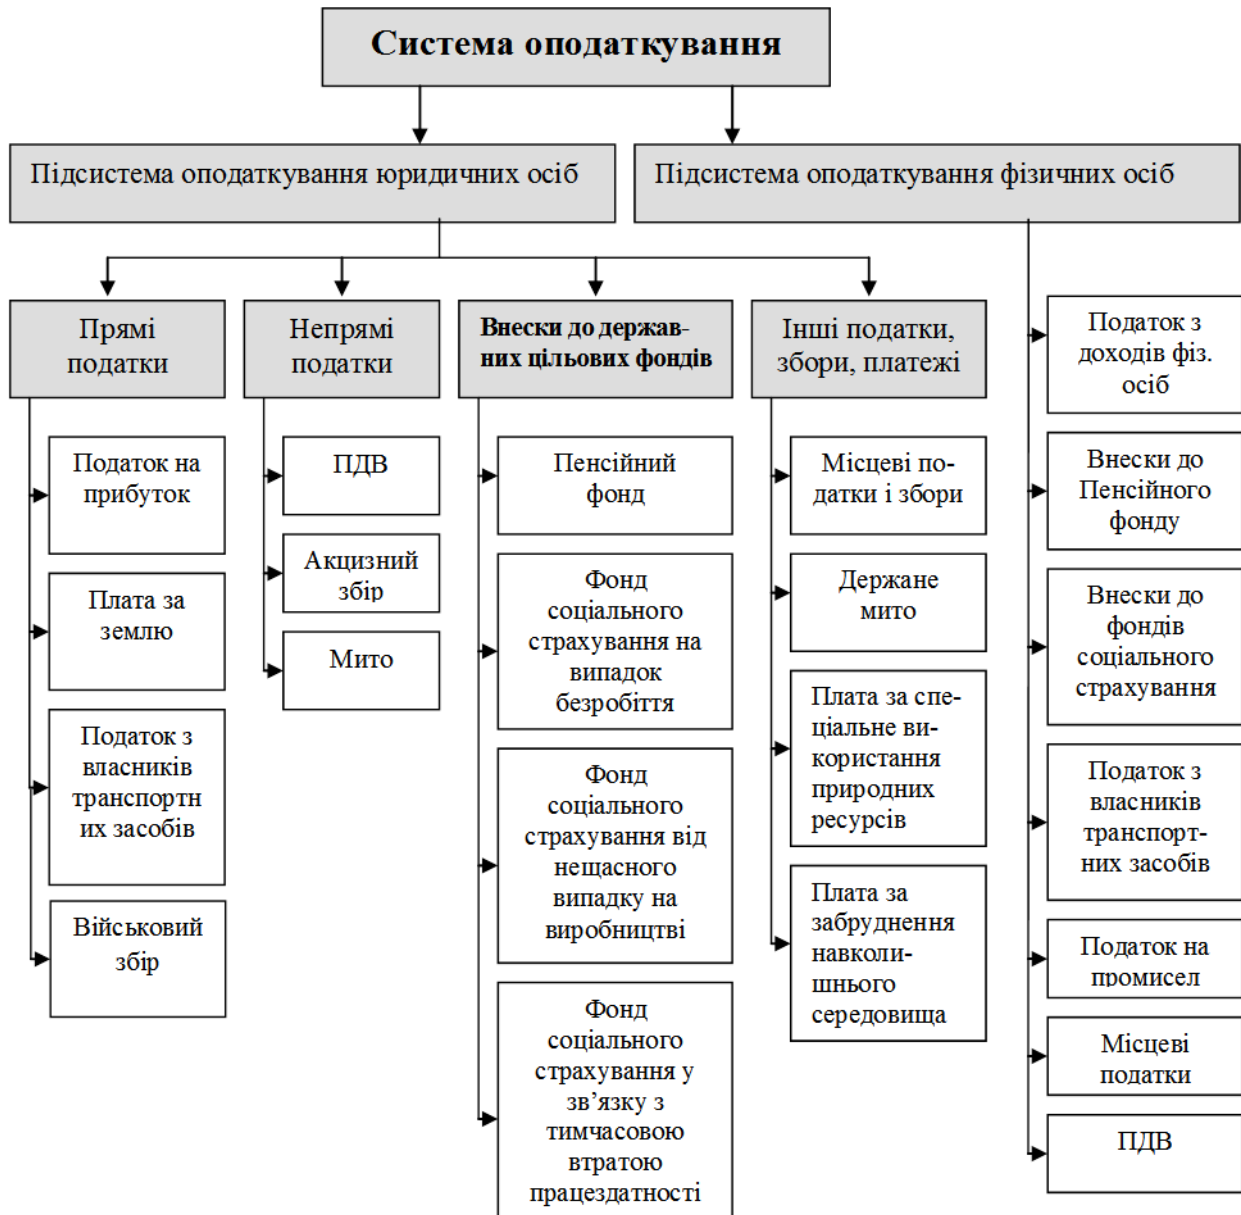 Система оподаткування
Підсистема оподаткування юридичних осіб
Підсистема оподаткування фізичних осіб
Прямі
податки
Непрямі
податки
Внески до держав-
них цільових фондів
Інші податки,
збори, платежі
Податок на
прибуток
Плата за
землю
Податок з
власників
транспортн
их засобів
Військовий
збір
ПДВ
Акцизний
збір
Мито
Пенсійний
фонд
Фонд
соціального
страхування на
випадок
безробіття
Фонд
соціального
страхування від
нещасного
випадку на
виробництві
Фонд
соціального
страхування у
зв’язку з
тимчасовою
втратою
працездатності
Місцеві по-
датки і збори
Держане
мито
Плата за спе-
ціальне ви-
користання
природних
ресурсів
Плата за
забруднення
навколи-
шнього
середовища
Податок з
доходів фіз.
осіб
Внески до
Пенсійного
фонду
Внески до
фондів
соціального
страхування
Податок з
власників
транспорт-
них засобів
Податок на
промисел
Місцеві
податки
ПДВ